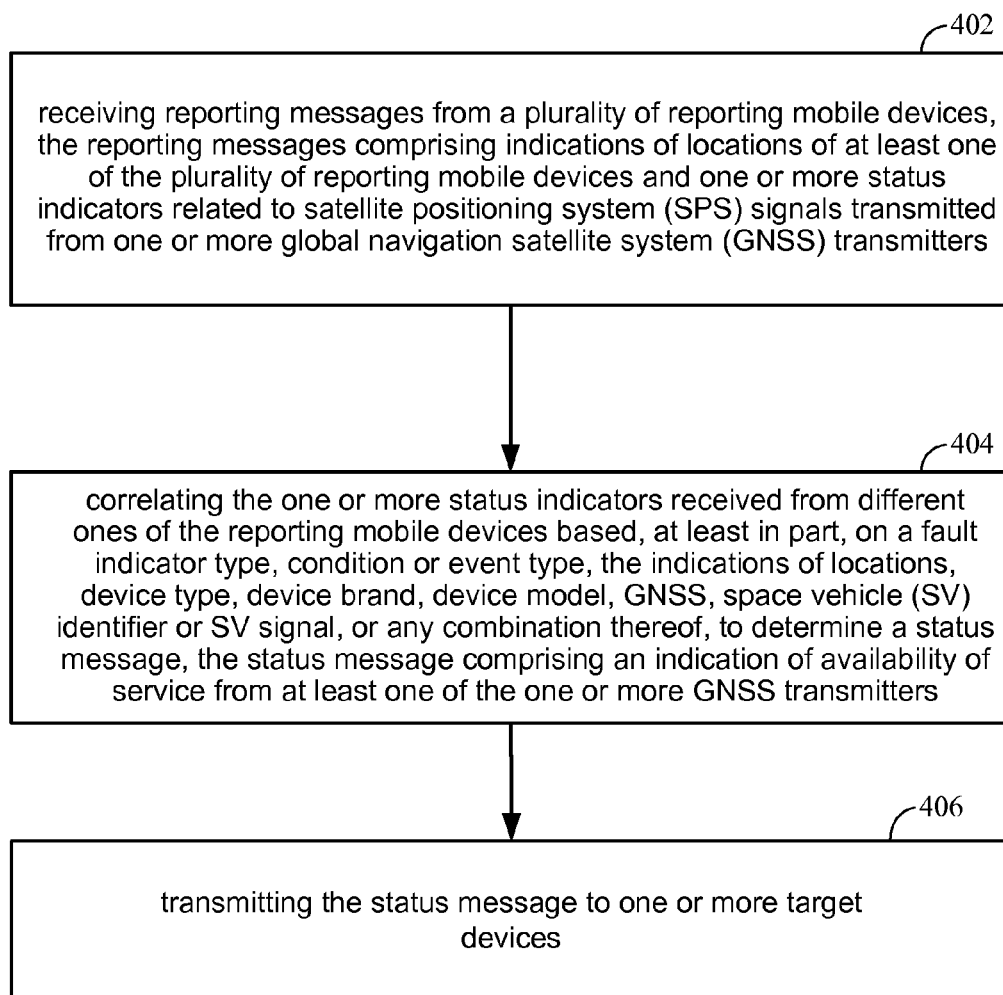 402
receiving reporting messages from a plurality of reporting mobile devices,
the reporting messages comprising indications of locations of at least one
of the plurality of reporting mobile devices and one or more status
indicators related to satellite positioning system (SPS) signals transmitted
from one or more global navigation satellite system (GNSS) transmitters
404
correlating the one or more status indicators received from different
ones of the reporting mobile devices based, at least in part, on a fault
indicator type, condition or event type, the indications of locations,
device type, device brand, device model, GNSS, space vehicle (SV)
identifier or SV signal, or any combination thereof, to determine a status
message, the status message comprising an indication of availability of
service from at least one of the one or more GNSS transmitters
406
transmitting the status message to one or more target
devices